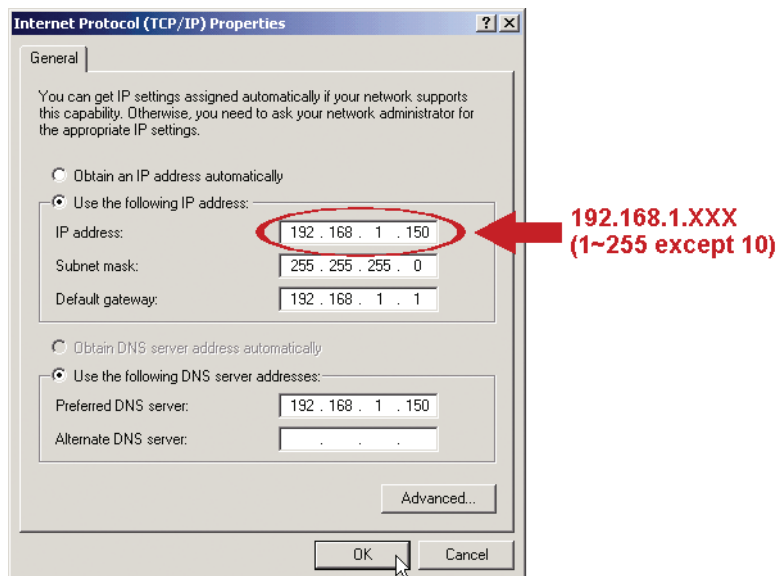 Internet Protocol (TCP/IP) Properties
General
You can get IP settings assigned automatically if your network supports
this capability. Otherwise, you need to ask your network administrator for
the appropriate IP settings.
Obtain an IP address automatically
Use the following IP address:
IP address: 192 . 168 . 1 . 150
192.168.1.XXX
(1~255 except 10)
Subnet mask: 255 . 255 . 255 . 0
Default gateway: 192 . 168 . 1 . 1
Obtain DNS server address automatically
Use the following DNS server addresses:
Preferred DNS server: 192 . 168 . 1 . 150
Alternate DNS server: . . .
Advanced...
OK Cancel